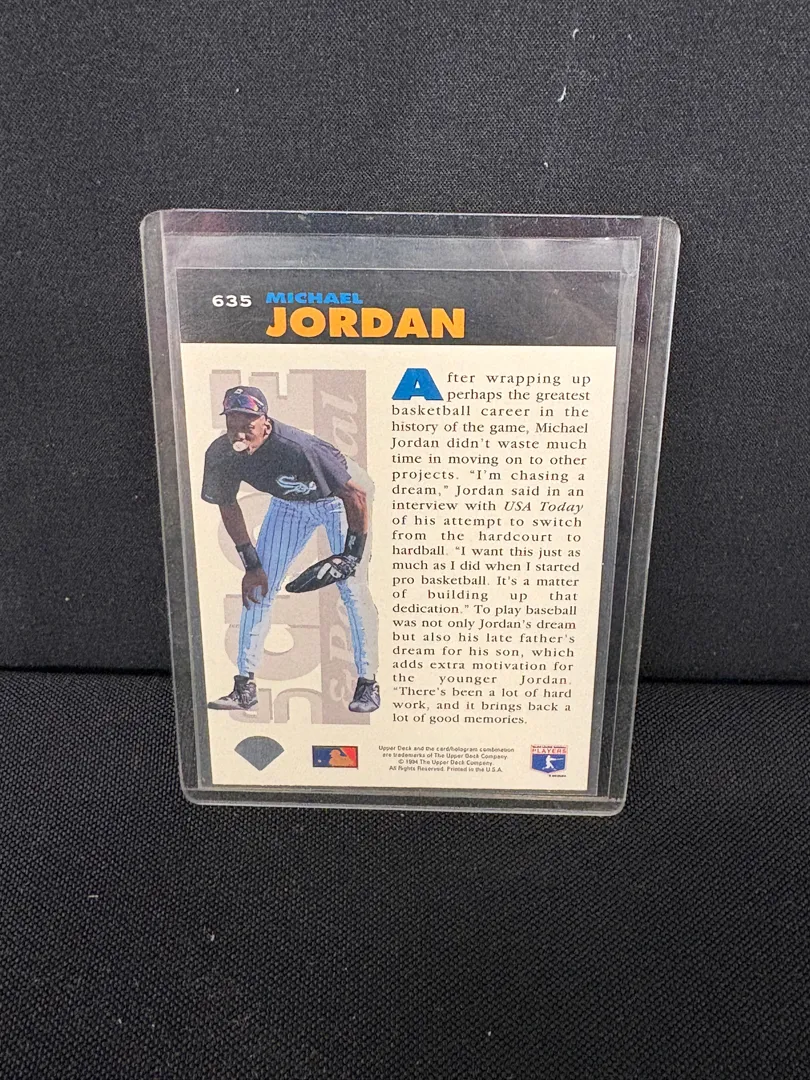 635 MICHAEL
JORDAN
After wrapping up
perhaps the greatest
basketball career in the
history of the game, Michael
Jordan didn't waste much
time in moving on to other
projects. “I'm chasing a
dream,” Jordan said in an
interview with USA Today
of his attempt to switch
from the hardcourt to
hardball. “I want this just as
much as I did when I started
pro basketball. It's a matter
of building up that
dedication.” To play baseball
was not only Jordan's dream
but also his late father's
dream for his son, which
adds extra motivation for
the younger Jordan.
“There's been a lot of hard
work, and it brings back a
lot of good memories.
Sox
Upper Deck and the card/hologram combination
are trademarks of The Upper Deck Company.
© 1994 The Upper Deck Company.
All Rights Reserved. Printed in the U.S.A.
PLAYERS